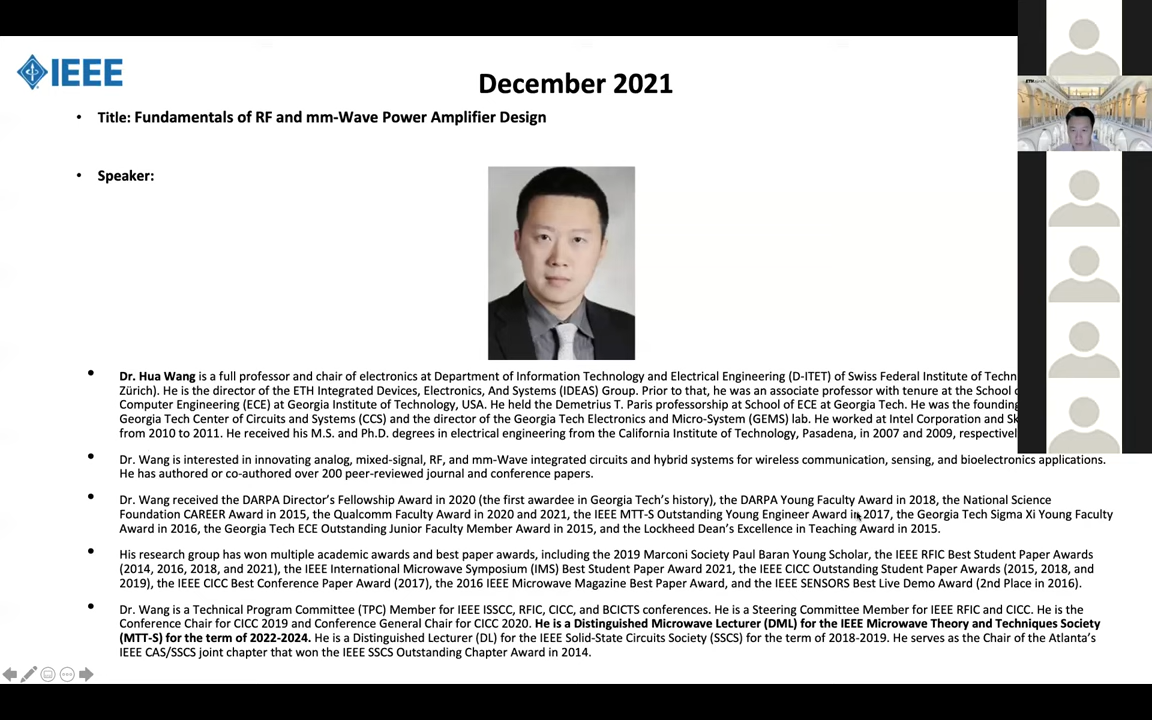 IEEE
December 2021
• Title: Fundamentals of RF and mm-Wave Power Amplifier Design
• Speaker:
• Dr. Hua Wang is a full professor and chair of electronics at Department of Information Technology and Electrical Engineering (D-ITET) of Swiss Federal Institute of Techn
Zürich). He is the director of the ETH Integrated Devices, Electronics, And Systems (IDEAS) Group. Prior to that, he was an associate professor with tenure at the School
Computer Engineering (ECE) at Georgia Institute of Technology, USA. He held the Demetrius T. Paris professorship at School of ECE at Georgia Tech. He was the founding
Georgia Tech Center of Circuits and Systems (CCS) and the director of the Georgia Tech Electronics and Micro-System (GEMS) lab. He worked at Intel Corporation and Sk
from 2010 to 2011. He received his M.S. and Ph.D. degrees in electrical engineering from the California Institute of Technology, Pasadena, in 2007 and 2009, respectivel
• Dr. Wang is interested in innovating analog, mixed-signal, RF, and mm-Wave integrated circuits and hybrid systems for wireless communication, sensing, and bioelectronics applications.
He has authored or co-authored over 200 peer-reviewed journal and conference papers.
• Dr. Wang received the DARPA Director's Fellowship Award in 2020 (the first awardee in Georgia Tech's history), the DARPA Young Faculty Award in 2018, the National Science
Foundation CAREER Award in 2015, the Qualcomm Faculty Award in 2020 and 2021, the IEEE MTT-S Outstanding Young Engineer Award in 2017, the Georgia Tech Sigma Xi Young Faculty
Award in 2016, the Georgia Tech ECE Outstanding Junior Faculty Member Award in 2015, and the Lockheed Dean's Excellence in Teaching Award in 2015.
• His research group has won multiple academic awards and best paper awards, including the 2019 Marconi Society Paul Baran Young Scholar, the IEEE RFIC Best Student Paper Awards
(2014, 2016, 2018, and 2021), the IEEE International Microwave Symposium (IMS) Best Student Paper Award 2021, the IEEE CICC Outstanding Student Paper Awards (2015, 2018, and
2019), the IEEE CICC Best Conference Paper Award (2017), the 2016 IEEE Microwave Magazine Best Paper Award, and the IEEE SENSORS Best Live Demo Award (2nd Place in 2016).
• Dr. Wang is a Technical Program Committee (TPC) Member for IEEE ISSCC, RFIC, CICC, and BCICTS conferences. He is a Steering Committee Member for IEEE RFIC and CICC. He is the
Conference Chair for CICC 2019 and Conference General Chair for CICC 2020. He is a Distinguished Microwave Lecturer (DML) for the IEEE Microwave Theory and Techniques Society
(MTT-S) for the term of 2022-2024. He is a Distinguished Lecturer (DL) for the IEEE Solid-State Circuits Society (SSCS) for the term of 2018-2019. He serves as the Chair of the Atlanta's
IEEE CAS/SSCS joint chapter that won the IEEE SSCS Outstanding Chapter Award in 2014.